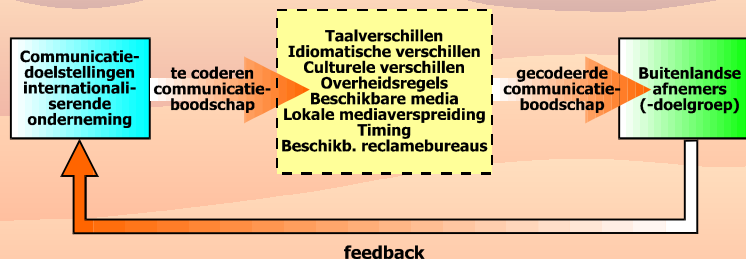 Communicatie-
doelstellingen
internationali-
serende
onderneming
te coderen
communicatie-
boodschap
Taalverschillen
Idiomatische verschillen
Culturele verschillen
Overheidsregels
Beschikbare media
Lokale mediaverspreiding
Timing
Beschikb. reclamebureaus
gecodeerde
communicatie-
boodschap
Buitenlandse
afnemers
(-doelgroep)
feedback